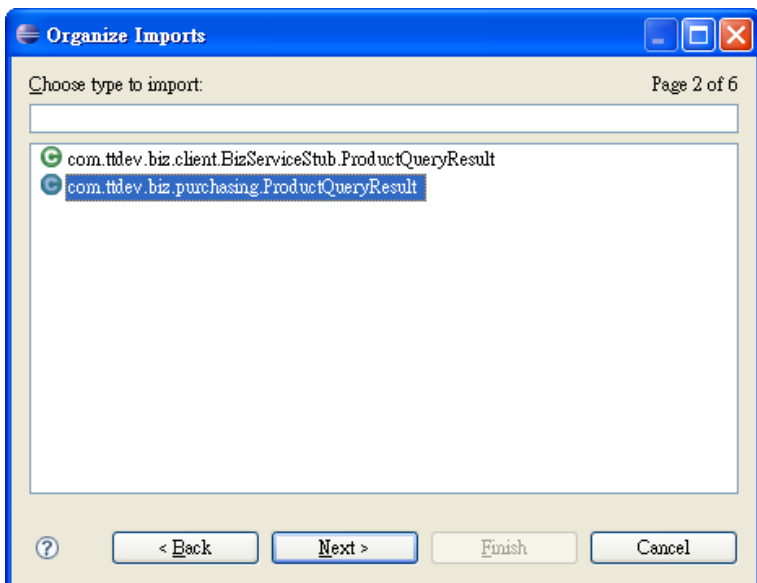 Organize Imports
Choose type to import: Page 2 of 6
C com.ttdev.biz.client.BizServiceStub.ProductQueryResult
C com.ttdev.biz.purchasing.ProductQueryResult
? < Back Next > Finish Cancel